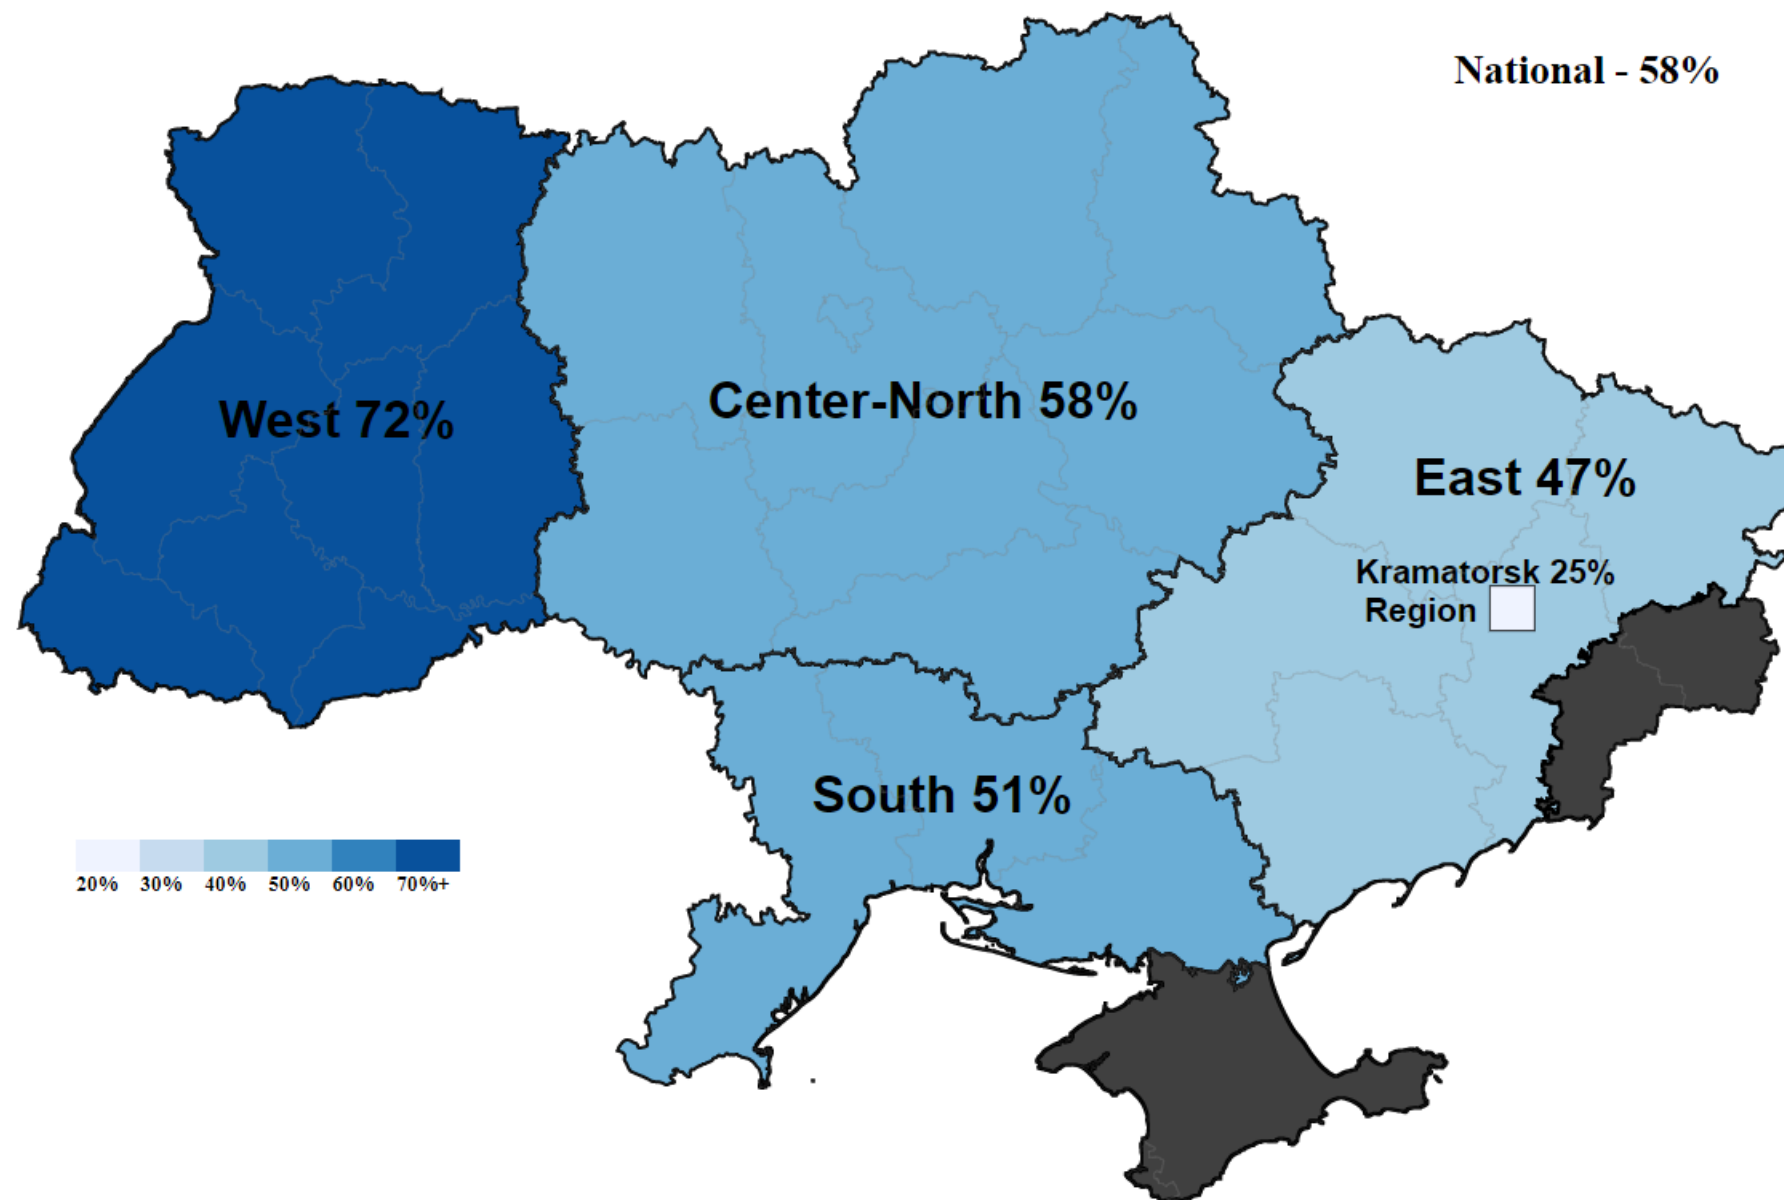 National - 58%
West 72%
Center-North 58%
East 47%
Kramatorsk 25%
Region
South 51%
20% 30% 40% 50% 60% 70%+